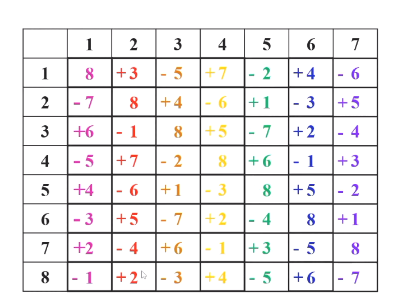 1 2 3 4 5 6 7
1 8 +3 - 5 +7 - 2 +4 - 6
2 - 7 8 +4 - 6 +1 - 3 +5
3 +6 - 1 8 +5 - 7 +2 - 4
4 - 5 +7 - 2 8 +6 - 1 +3
5 +4 - 6 +1 - 3 8 +5 - 2
6 - 3 +5 - 7 +2 - 4 8 +1
7 +2 - 4 +6 - 1 +3 - 5 8
8 - 1 +2 - 3 +4 - 5 +6 - 7